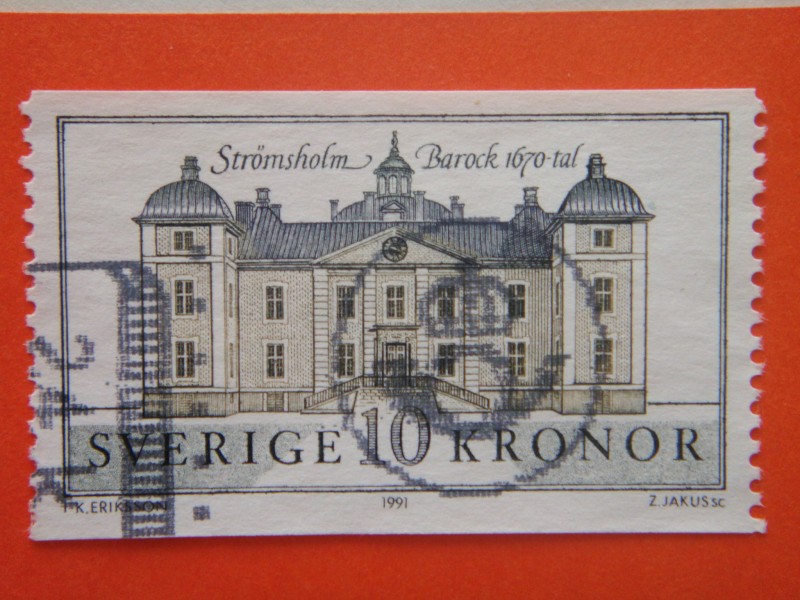 Strömsholm Barock 1670-tal
SVERIGE 10 KRONOR
K. ERIKSSON 1991 Z. JAKUS SC